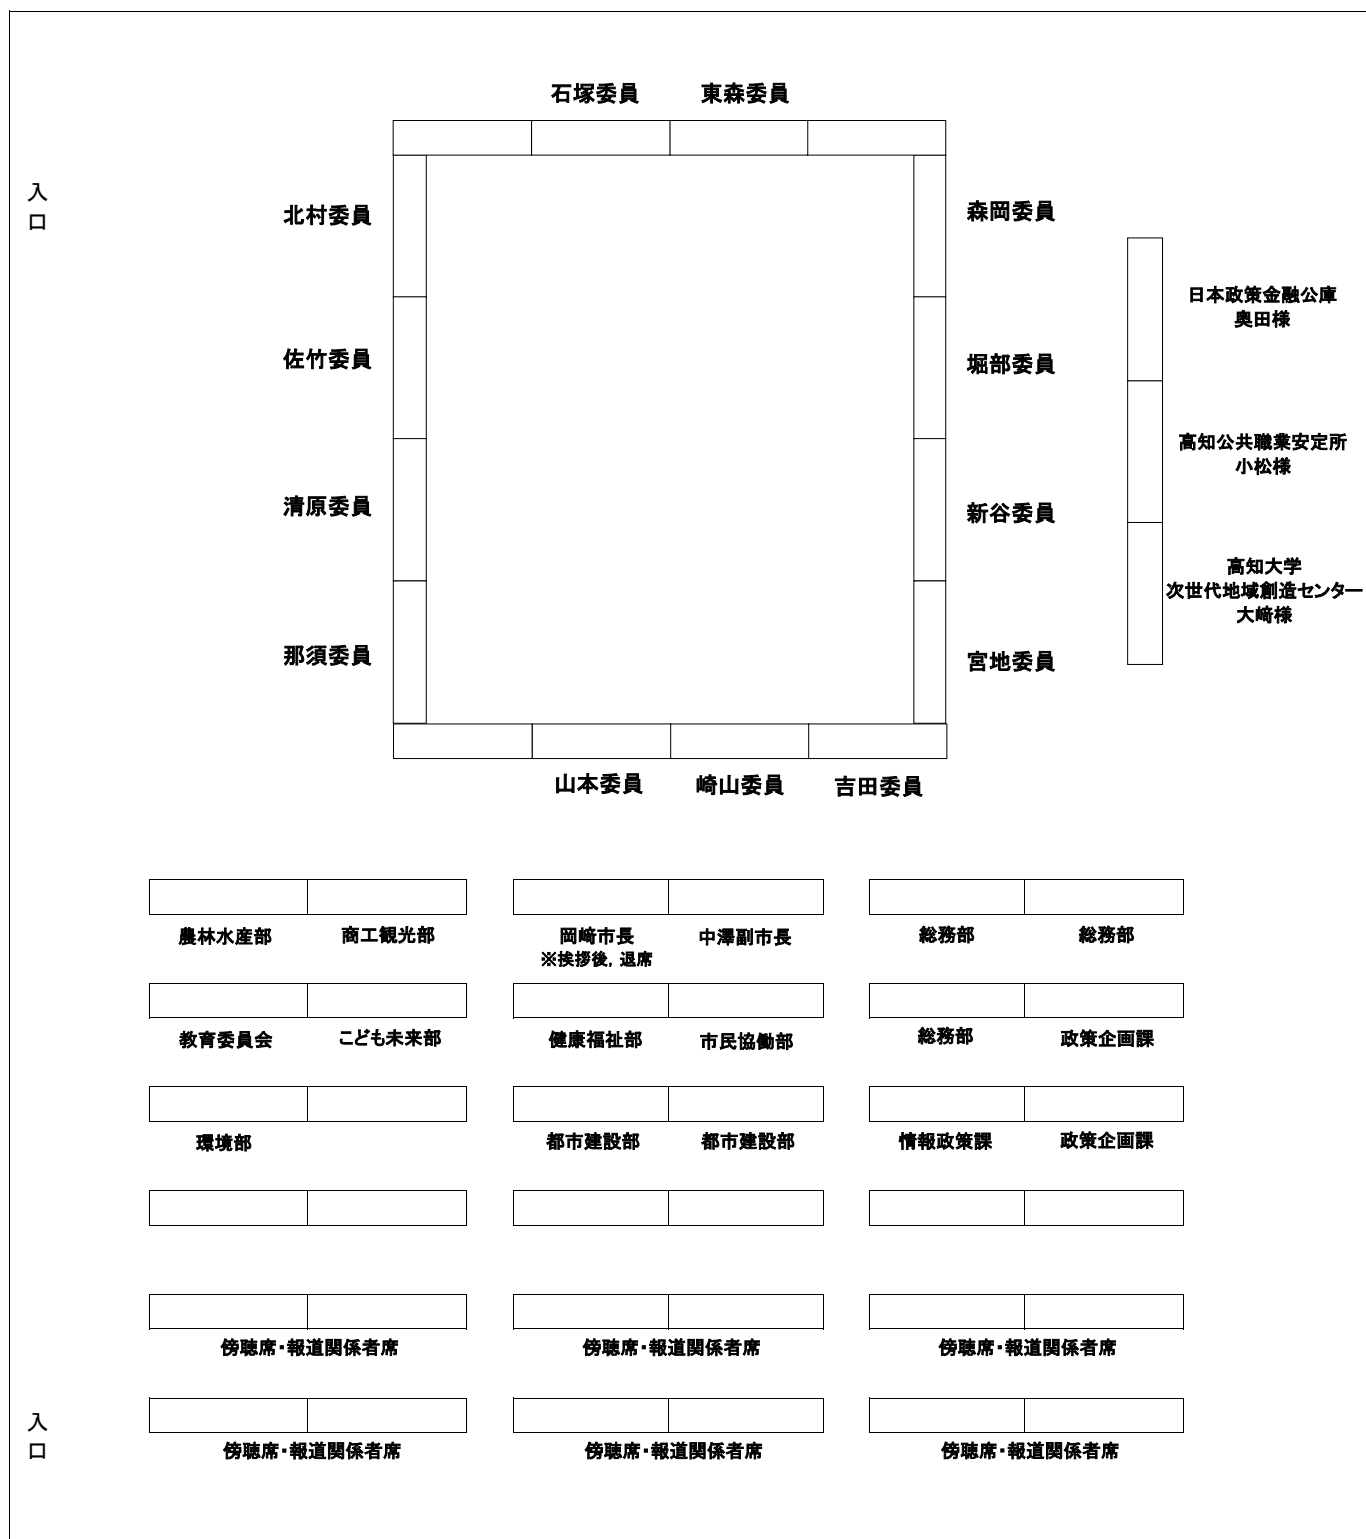 石塚委員 東森委員
入口
北村委員 森岡委員
日本政策金融公庫
奥田様
佐竹委員 堀部委員
高知公共職業安定所
小松様
清原委員 新谷委員
高知大学
次世代地域創造センター
大﨑様
那須委員 宮地委員
山本委員 崎山委員 吉田委員
農林水産部 商工観光部 岡﨑市長 中澤副市長 総務部 総務部
※挨拶後，退席
教育委員会 こども未来部 健康福祉部 市民協働部 総務部 政策企画課
環境部 都市建設部 都市建設部 情報政策課 政策企画課
傍聴席・報道関係者席 傍聴席・報道関係者席 傍聴席・報道関係者席
入口
傍聴席・報道関係者席 傍聴席・報道関係者席 傍聴席・報道関係者席